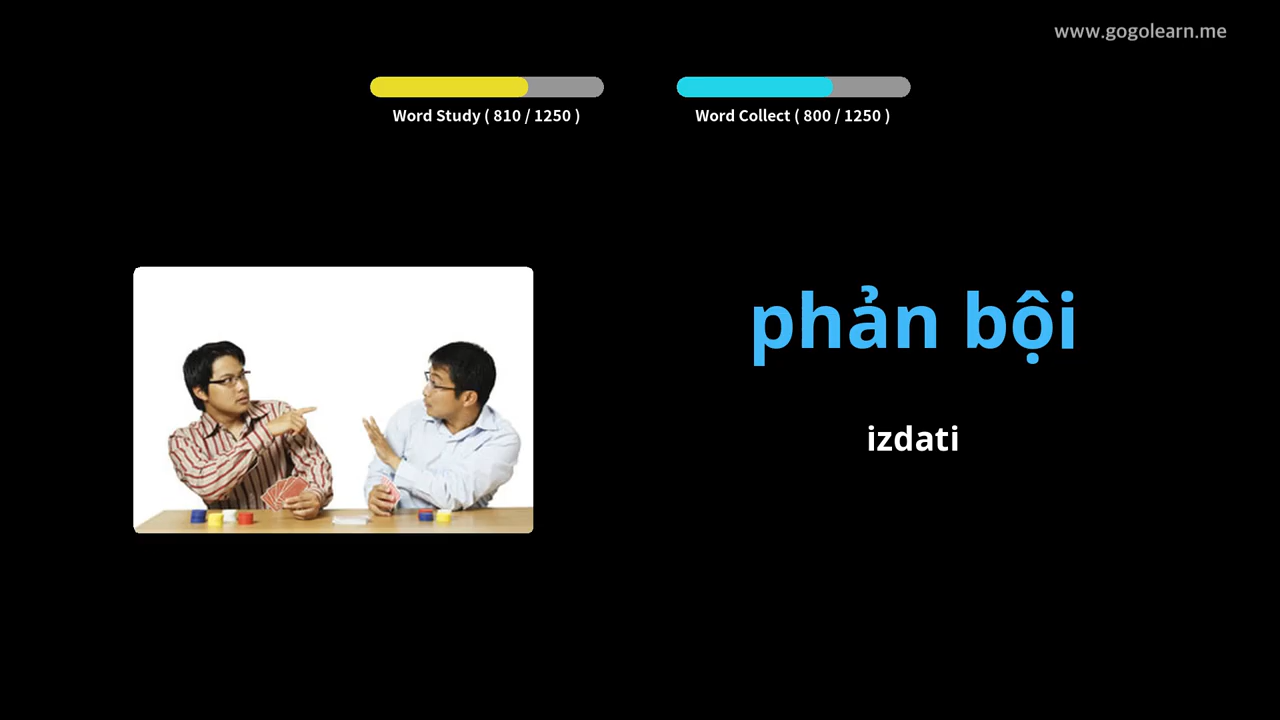 www.gogolearn.me
Word Study ( 810 / 1250 )
Word Collect ( 800 / 1250 )
phản bội
izdati